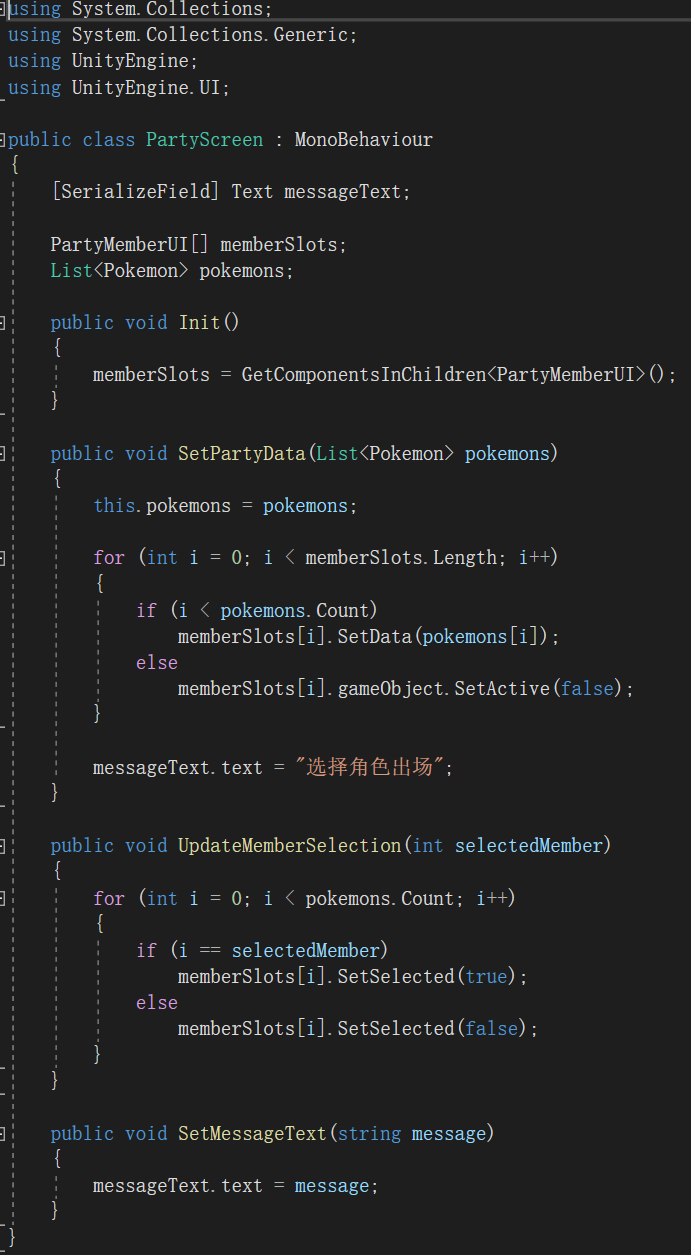 using System.Collections;
using System.Collections.Generic;
using UnityEngine;
using UnityEngine.UI;

public class PartyScreen : MonoBehaviour
{
    [SerializeField] Text messageText;

    PartyMemberUI[] memberSlots;
    List<Pokemon> pokemons;

    public void Init()
    {
        memberSlots = GetComponentsInChildren<PartyMemberUI>();
    }

    public void SetPartyData(List<Pokemon> pokemons)
    {
        this.pokemons = pokemons;

        for (int i = 0; i < memberSlots.Length; i++)
        {
            if (i < pokemons.Count)
                memberSlots[i].SetData(pokemons[i]);
            else
                memberSlots[i].gameObject.SetActive(false);
        }

        messageText.text = "选择角色出场";
    }

    public void UpdateMemberSelection(int selectedMember)
    {
        for (int i = 0; i < pokemons.Count; i++)
        {
            if (i == selectedMember)
                memberSlots[i].SetSelected(true);
            else
                memberSlots[i].SetSelected(false);
        }
    }

    public void SetMessageText(string message)
    {
        messageText.text = message;
    }
}